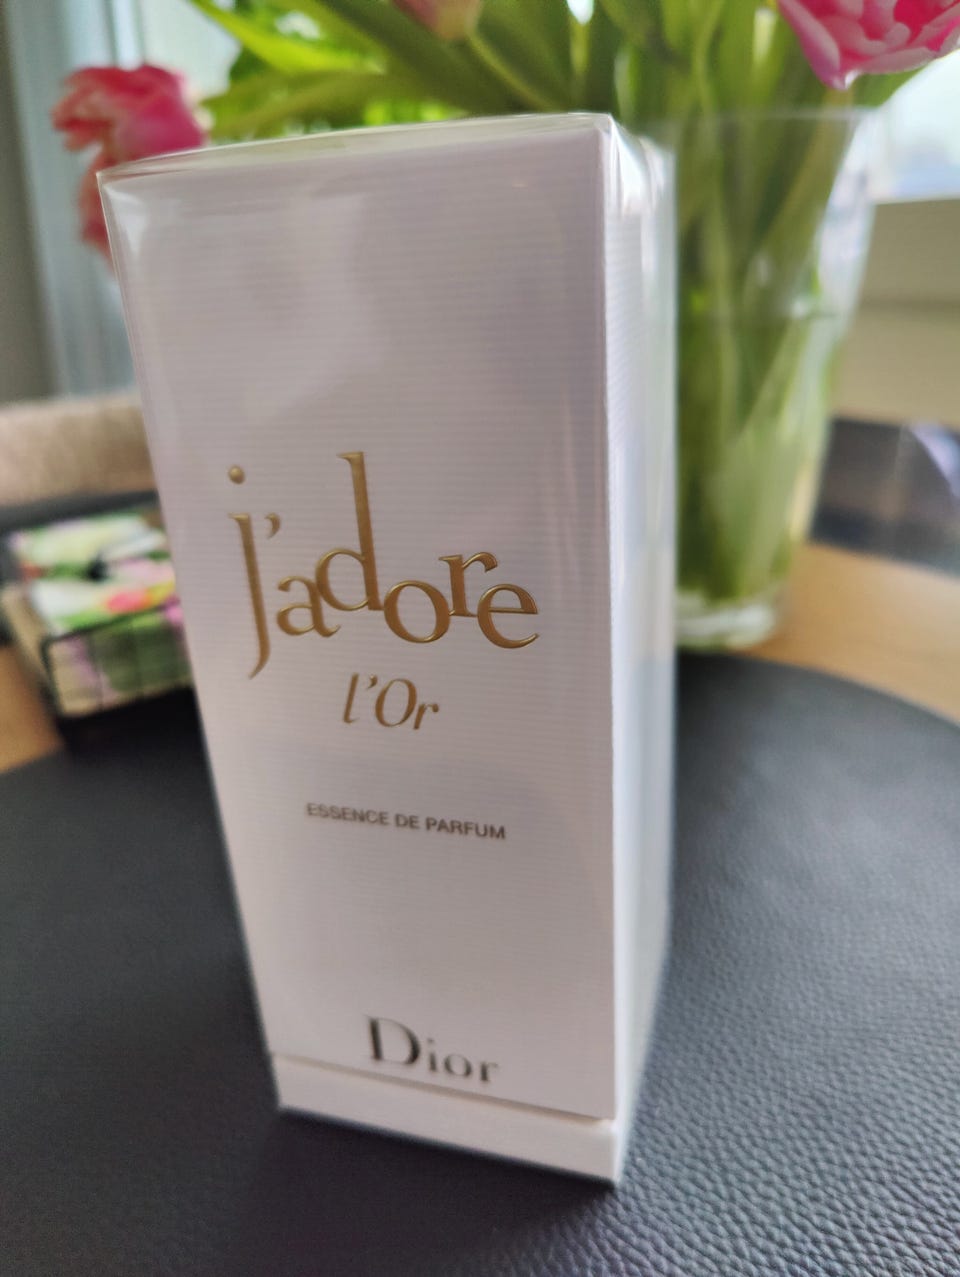 j'adore
l'Or
ESSENCE DE PARFUM
Dior